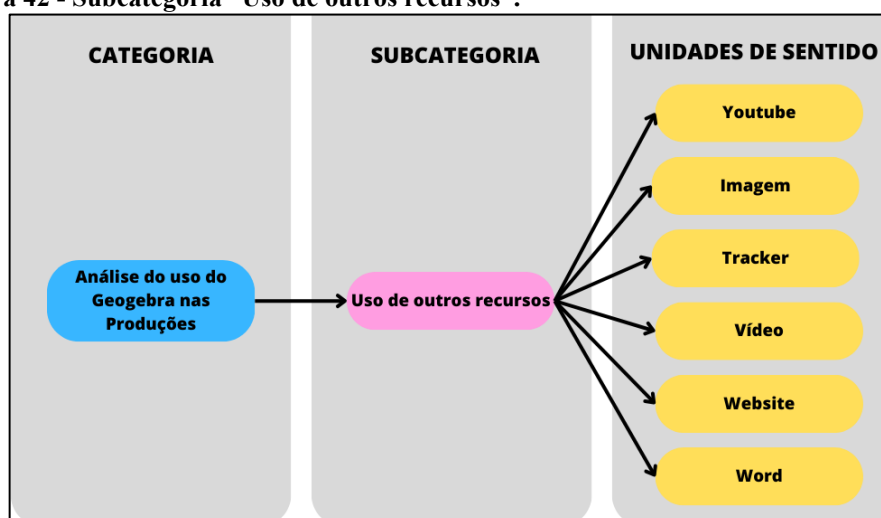 a 42 - Subcategoria "Uso de outros recursos".
CATEGORIA
SUBCATEGORIA
UNIDADES DE SENTIDO
Análise do uso do
Geogebra nas
Produções
Uso de outros recursos
Youtube
Imagem
Tracker
Vídeo
Website
Word